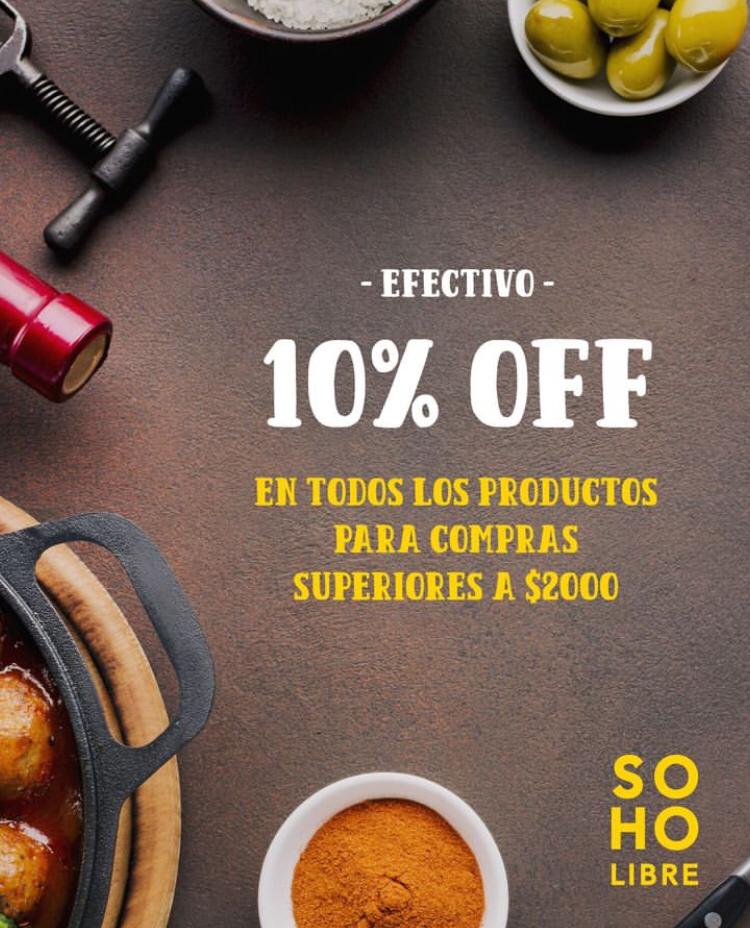 - EFECTIVO -
10% OFF
EN TODOS LOS PRODUCTOS
PARA COMPRAS
SUPERIORES A $2000
SO
HO
LIBRE